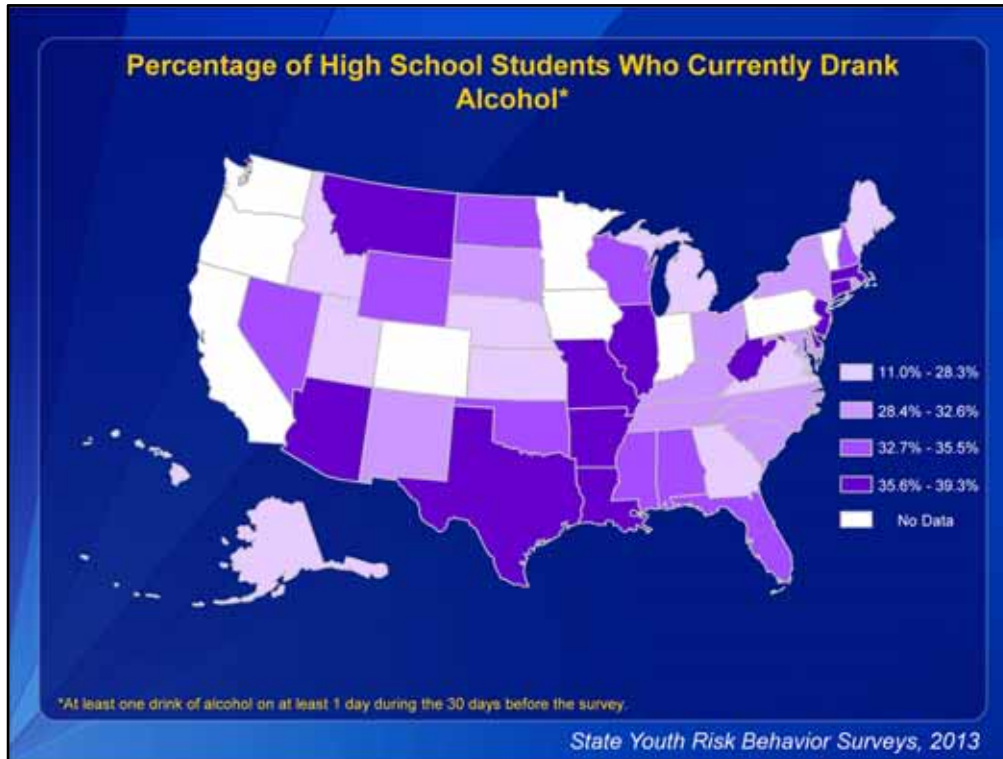 Percentage of High School Students Who Currently Drank
Alcohol*
11.0% - 28.3%
28.4% - 32.6%
32.7% - 35.5%
35.6% - 39.3%
No Data
*At least one drink of alcohol on at least 1 day during the 30 days before the survey.
State Youth Risk Behavior Surveys, 2013